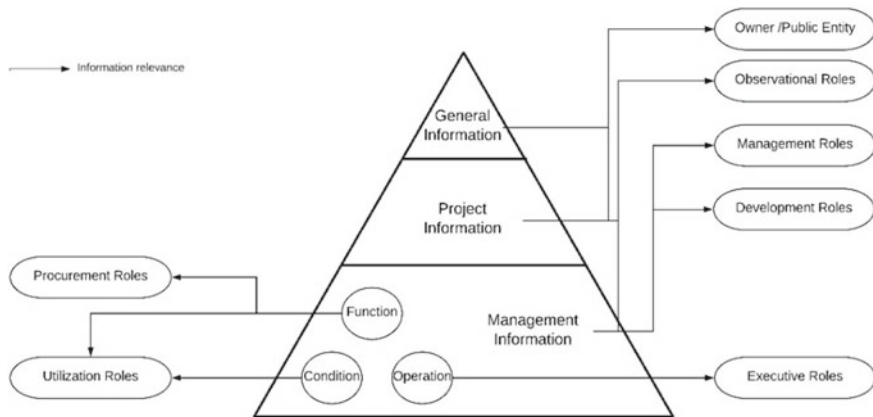 Owner /Public Entity
Information relevance
Observational Roles
General
Information
Management Roles
Project
Information
Development Roles
Procurement Roles
Function
Management
Information
Utilization Roles
Condition
Operation
Executive Roles